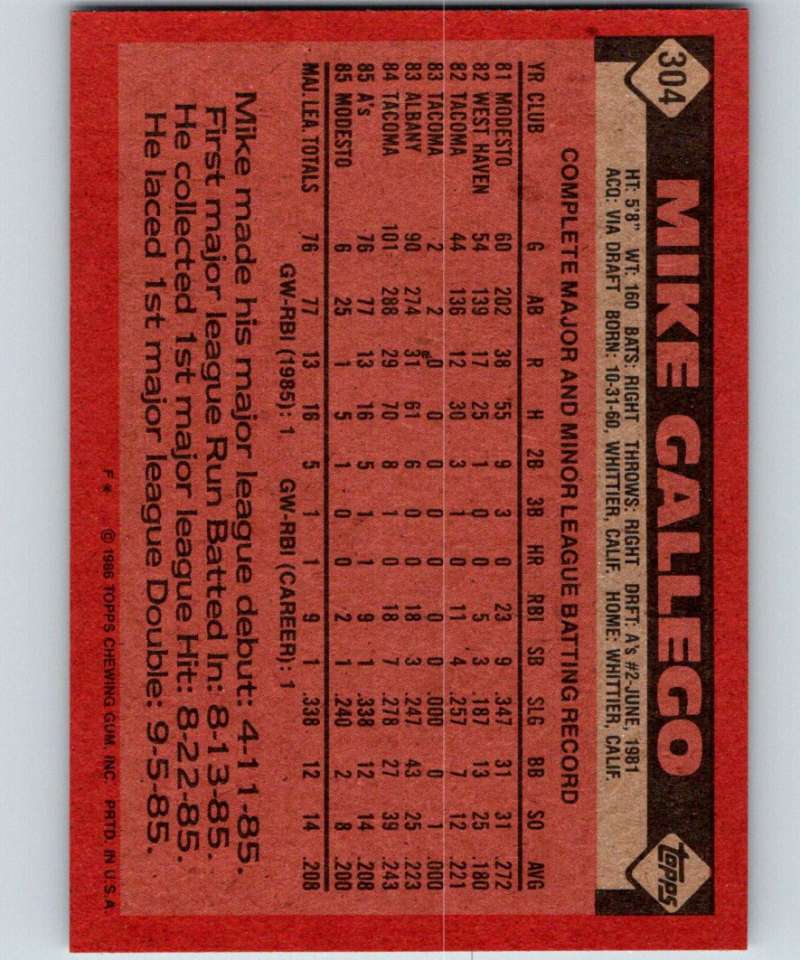 304
MIKE GALLEGO
topps
HT: 5'8" WT: 160 BATS: RIGHT THROWS: RIGHT DRFT: A's #2-JUNE, 1981
ACQ: VIA DRAFT BORN: 10-31-60, WHITTIER, CALIF. HOME: WHITTIER, CALIF.
COMPLETE MAJOR AND MINOR LEAGUE BATTING RECORD
YR CLUB G AB R H 2B 3B HR RBI SB SLG BB SO AVG
81 MODESTO 60 202 38 55 9 3 0 23 9 .347 31 31 .272
82 WEST HAVEN 54 139 17 25 1 0 0 5 3 .187 13 25 .180
82 TACOMA 44 136 12 30 3 1 0 11 4 .257 7 12 .221
83 TACOMA 2 2 0 0 0 0 0 0 0 .000 0 1 .000
83 ALBANY 90 274 31 61 6 0 0 18 3 .247 43 25 .223
84 TACOMA 101 288 29 70 8 1 0 18 7 .278 27 39 .243
85 A's 76 77 13 16 5 1 1 9 1 .338 12 14 .208
85 MODESTO 6 25 1 5 1 0 0 2 1 .240 2 8 .200
MAJ. LEA. TOTALS 76 77 13 16 5 1 1 9 1 .338 12 14 .208
GW-RBI (1985): 1 GW-RBI (CAREER): 1
Mike made his major league debut: 4-11-85.
First major league Run Batted In: 8-13-85.
He collected 1st major league Hit: 8-22-85.
He laced 1st major league Double: 9-5-85.
F* © 1986 TOPPS CHEWING GUM, INC. PRTD. IN U.S.A.